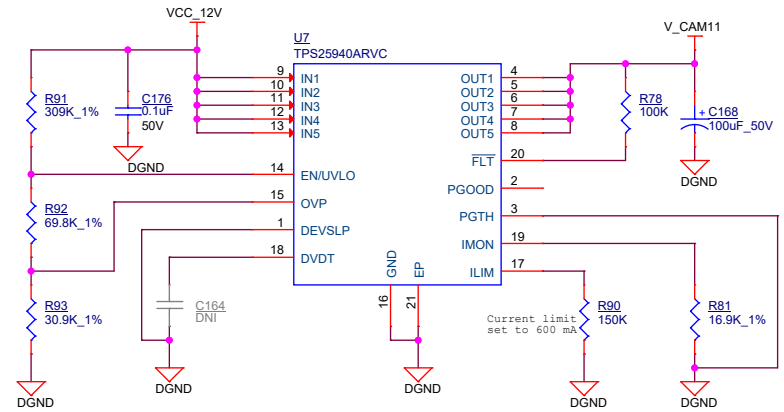 VCC_12V
V_CAM11
U7
TPS25940ARVC
R91
309K_1%
C176
0.1uF
50V
DGND
9 IN1
10 IN2
11 IN3
12 IN4
13 IN5
14 EN/UVLO
15 OVP
1 DEVSLP
18 DVDT
OUT1 4
OUT2 5
OUT3 6
OUT4 7
OUT5 8
FLT 20
PGOOD 2
PGTH 3
IMON 19
ILIM 17
GND 16
EP 21
R78
100K
C168
+
100uF_50V
DGND
R92
69.8K_1%
R93
30.9K_1%
C164
DNI
Current limit
set to 600 mA
R90
150K
R81
16.9K_1%
DGND
DGND
DGND
DGND
DGND